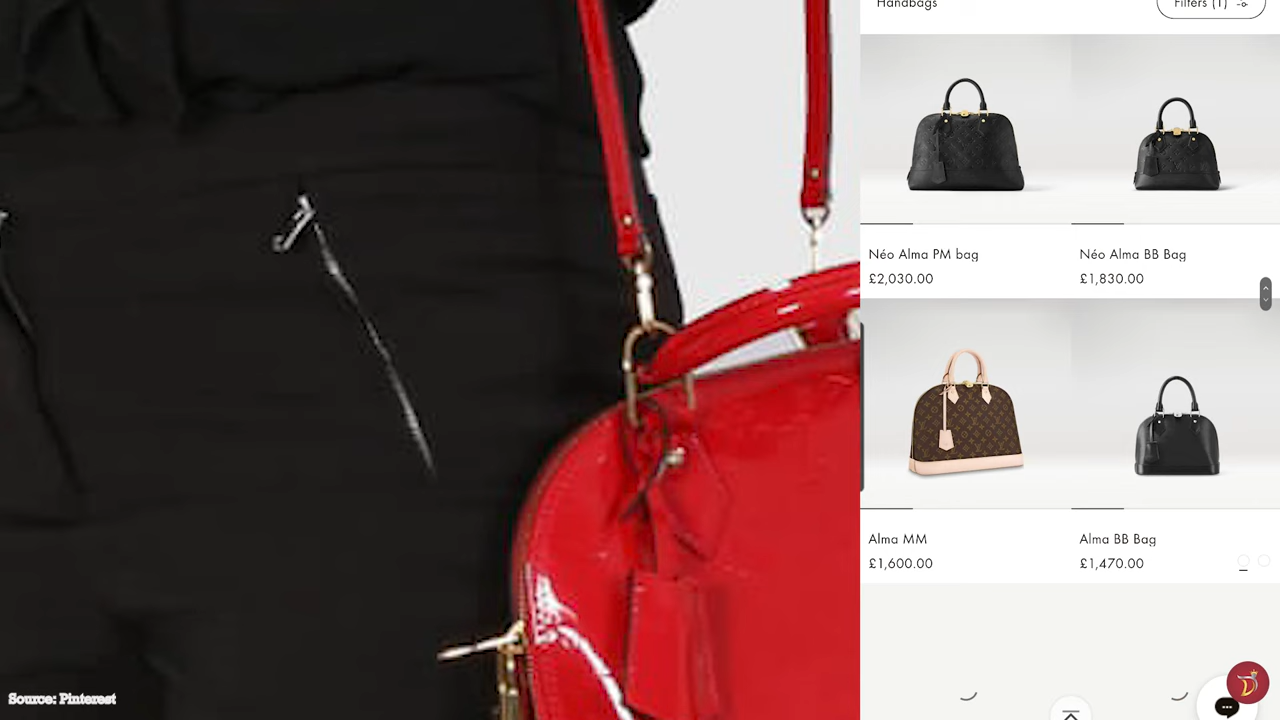 Handbags
Filters (1)
Néo Alma PM bag
£2,030.00
Néo Alma BB Bag
£1,830.00
Alma MM
£1,600.00
Alma BB Bag
£1,470.00
Source: Pinterest